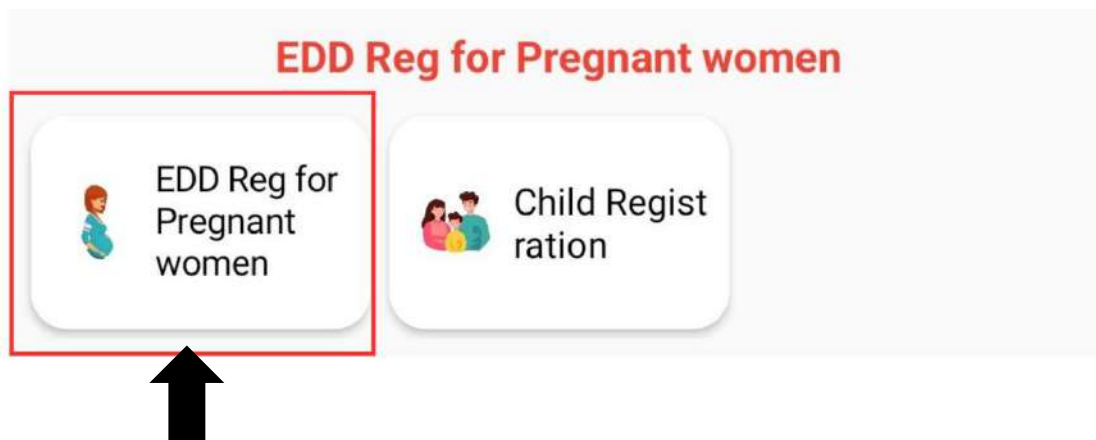 EDD Reg for Pregnant women
EDD Reg for
Pregnant
women
Child Regist
ration